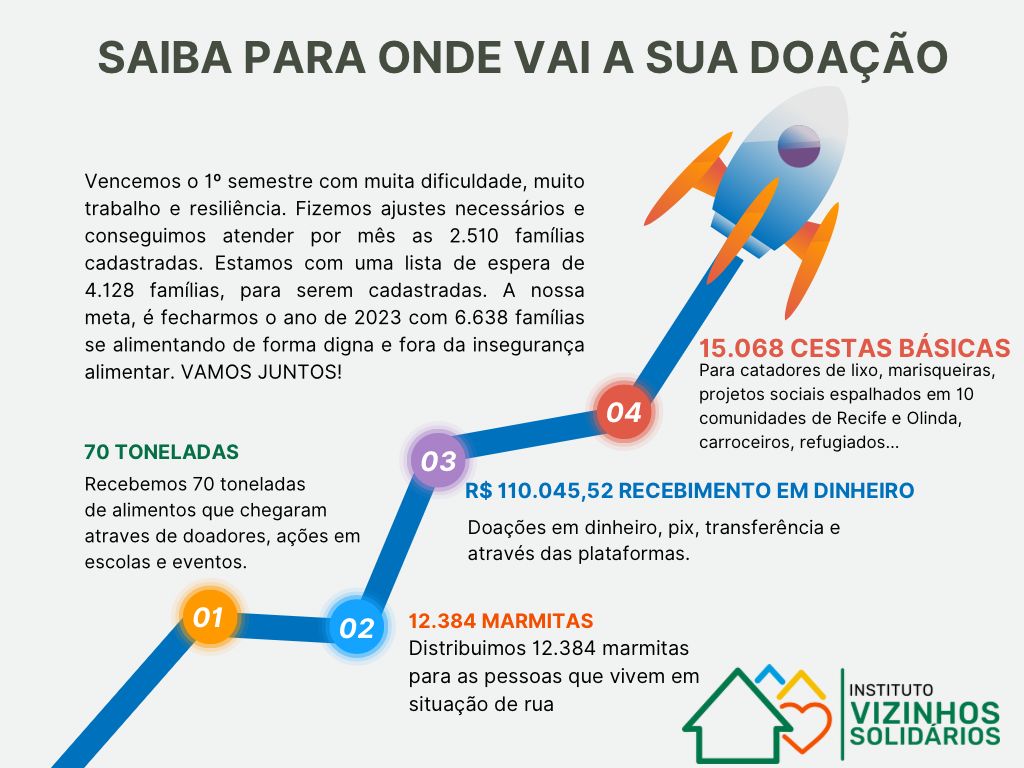 SAIBA PARA ONDE VAI A SUA DOAÇÃO
Vencemos o 1º semestre com muita dificuldade, muito
trabalho e resiliência. Fizemos ajustes necessários e
conseguimos atender por mês as 2.510 famílias
cadastradas. Estamos com uma lista de espera de
4.128 famílias, para serem cadastradas. A nossa
meta, é fecharmos o ano de 2023 com 6.638 famílias
se alimentando de forma digna e fora da insegurança
alimentar. VAMOS JUNTOS!
70 TONELADAS
Recebemos 70 toneladas
de alimentos que chegaram
atraves de doadores, ações em
escolas e eventos.
01
02
12.384 MARMITAS
Distribuimos 12.384 marmitas
para as pessoas que vivem em
situação de rua
03
R$ 110.045,52 RECEBIMENTO EM DINHEIRO
Doações em dinheiro, pix, transferência e
através das plataformas.
04
15.068 CESTAS BÁSICAS
Para catadores de lixo, marisqueiras,
projetos sociais espalhados em 10
comunidades de Recife e Olinda,
carroceiros, refugiados...
INSTITUTO
VIZINHOS
SOLIDÁRIOS